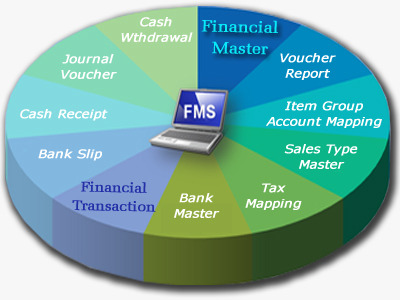 Financial
Master
Voucher
Report
Item Group
Account Mapping
Sales Type
Master
Tax
Mapping
Bank
Master
Financial
Transaction
Bank Slip
Cash Receipt
Journal
Voucher
Cash
Wthdrawal
FMS